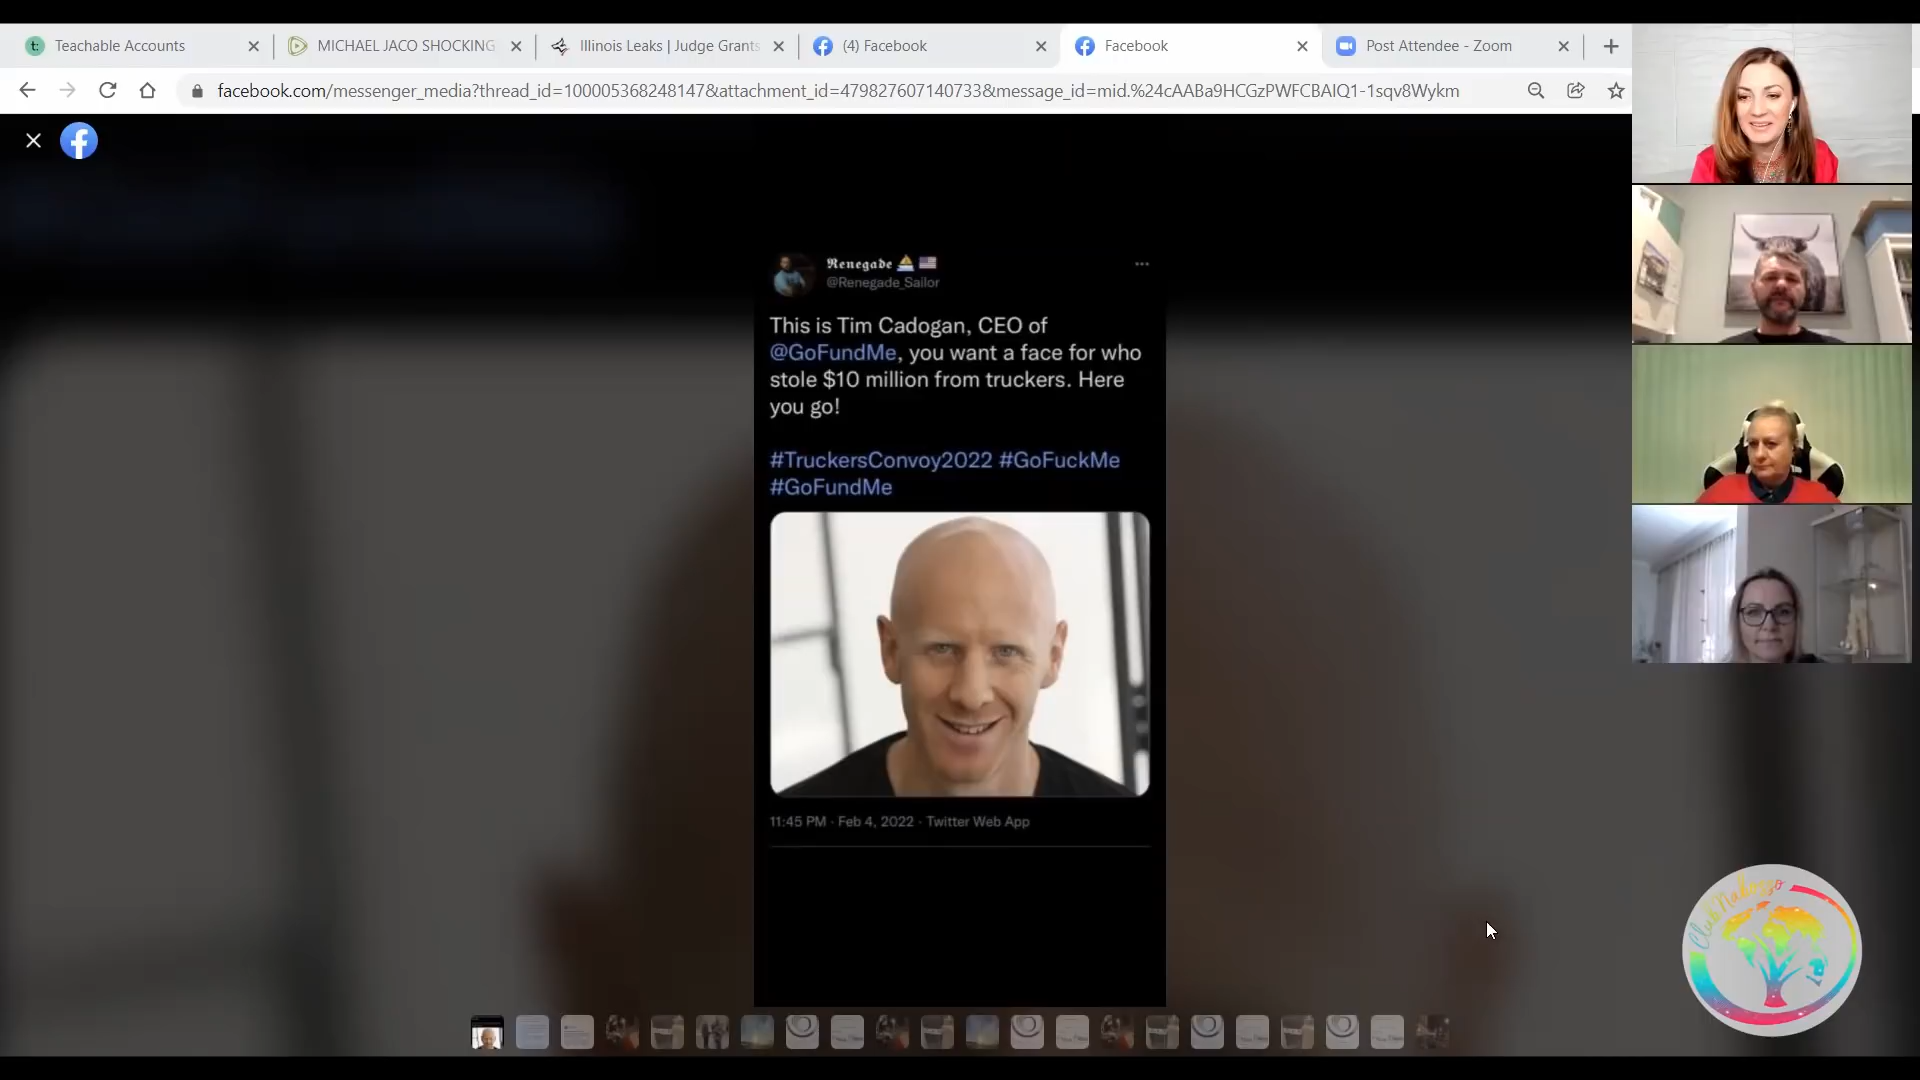 Teachable Accounts
MICHAEL JACO SHOCKING
Illinois Leaks | Judge Grants
(4) Facebook
Facebook
Post Attendee - Zoom
facebook.com/messenger_media?thread_id=100005368248147&attachment_id=479827607140733&message_id=mid.%24cAABa9HCGzPWFCBAIQ1-1sqv8Wykm
Renegade
@Renegade_Sailor
This is Tim Cadogan, CEO of
@GoFundMe, you want a face for who
stole $10 million from truckers. Here
you go!
#TruckersConvoy2022 #GoFuckMe
#GoFundMe
11:45 PM · Feb 4, 2022 · Twitter Web App
Club Nabozzo